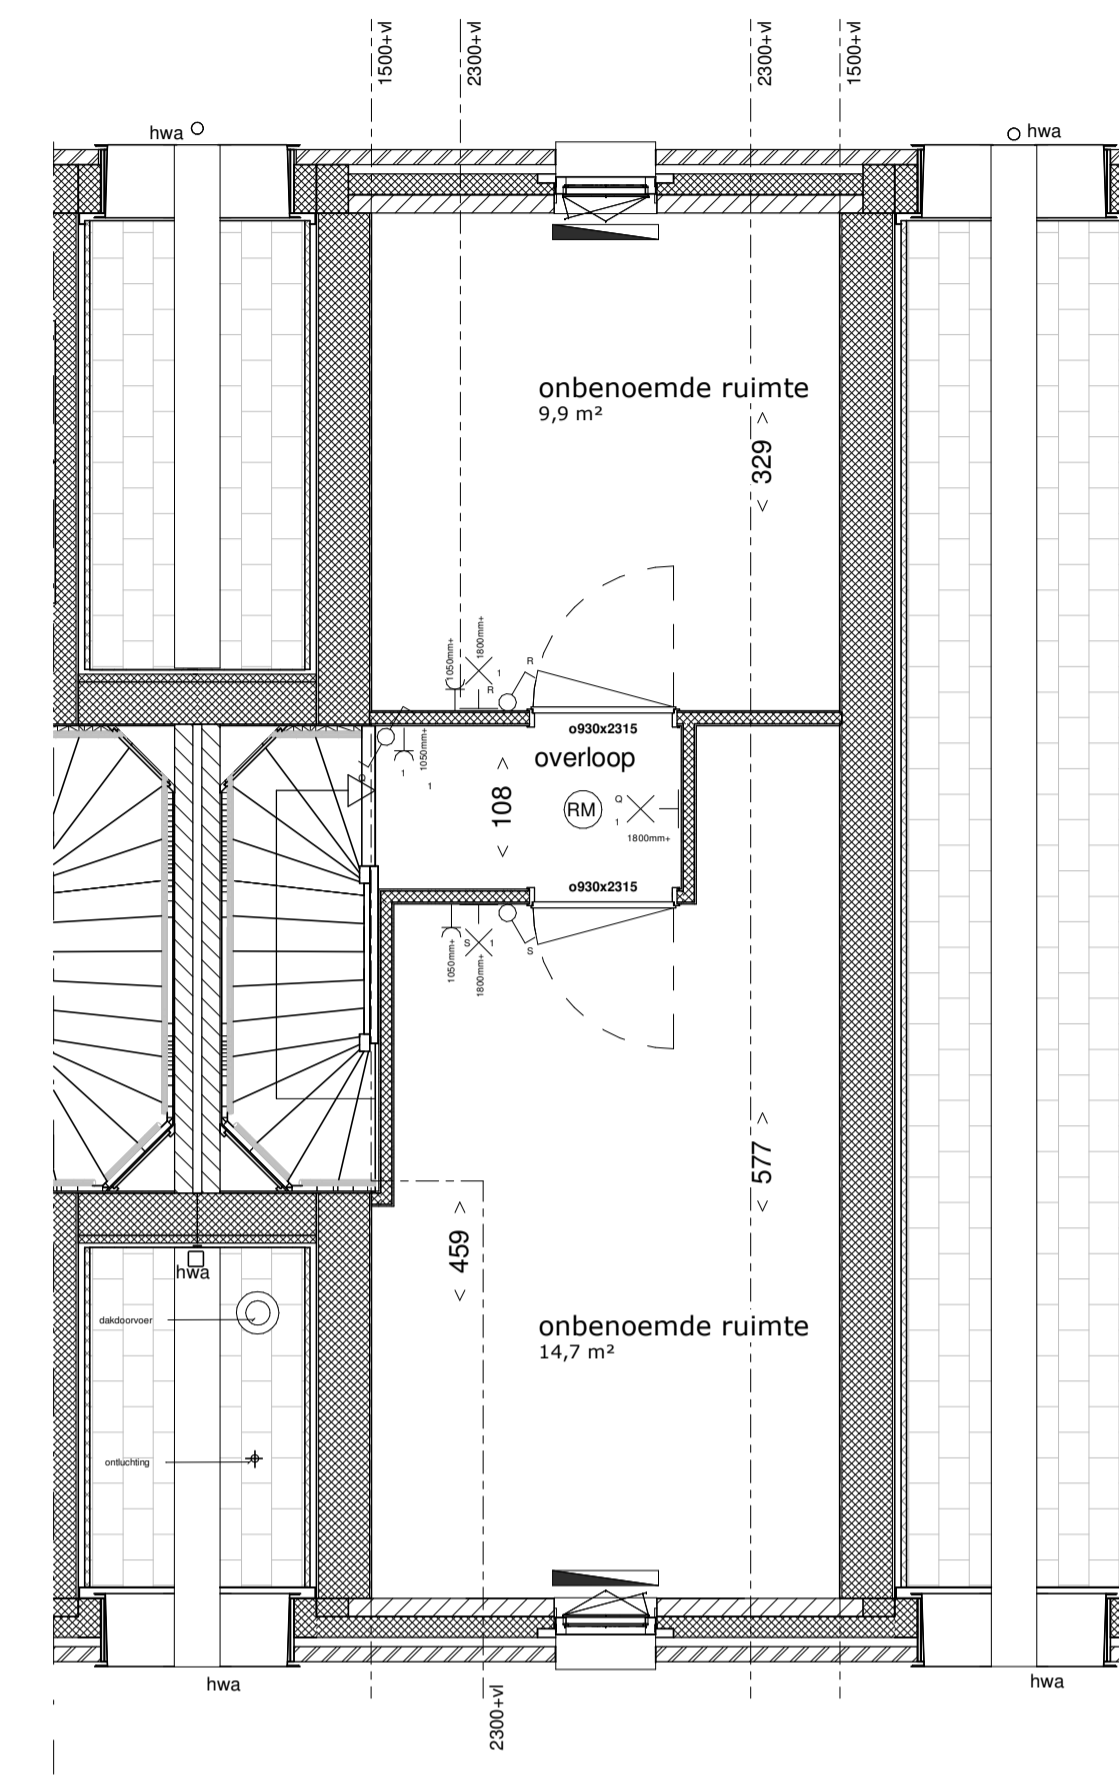 1500+vl
2300+vl
2300+vl
1500+vl
hwa
hwa
onbenoemde ruimte
9,9 m²
< 329 >
1050mm+
1800mm+
1
R
R
o930x2315
overloop
1050mm+
1
1
< 108 >
RM
Q
1
1800mm+
o930x2315
1050mm+
S
1
1800mm+
S
< 577 >
< 459 >
hwa
dakdoorvoer
onbenoemde ruimte
14,7 m²
ontluchting
hwa
hwa
2300+vl